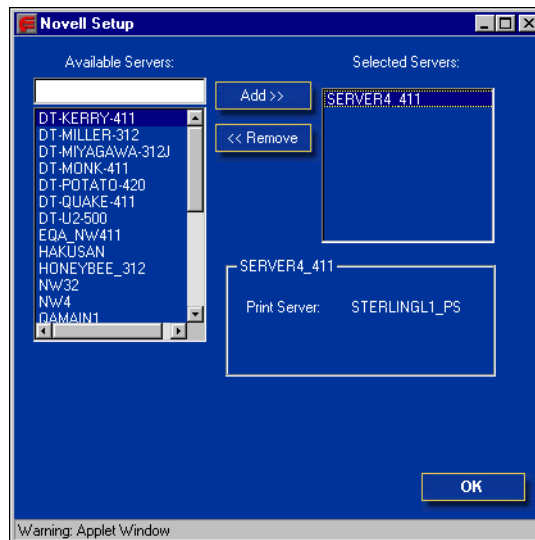 Novell Setup
Available Servers:
Selected Servers:
Add >>
<< Remove
DT-KERRY-411
DT-MILLER-312
DT-MIYAGAWA-312J
DT-MONK-411
DT-POTATO-420
DT-QUAKE-411
DT-U2-500
EQA_NW411
HAKUSAN
HONEYBEE_312
NW32
NW4
QAMAIN1
SERVER4_411
SERVER4_411
Print Server: STERLINGL1_PS
OK
Warning: Applet Window